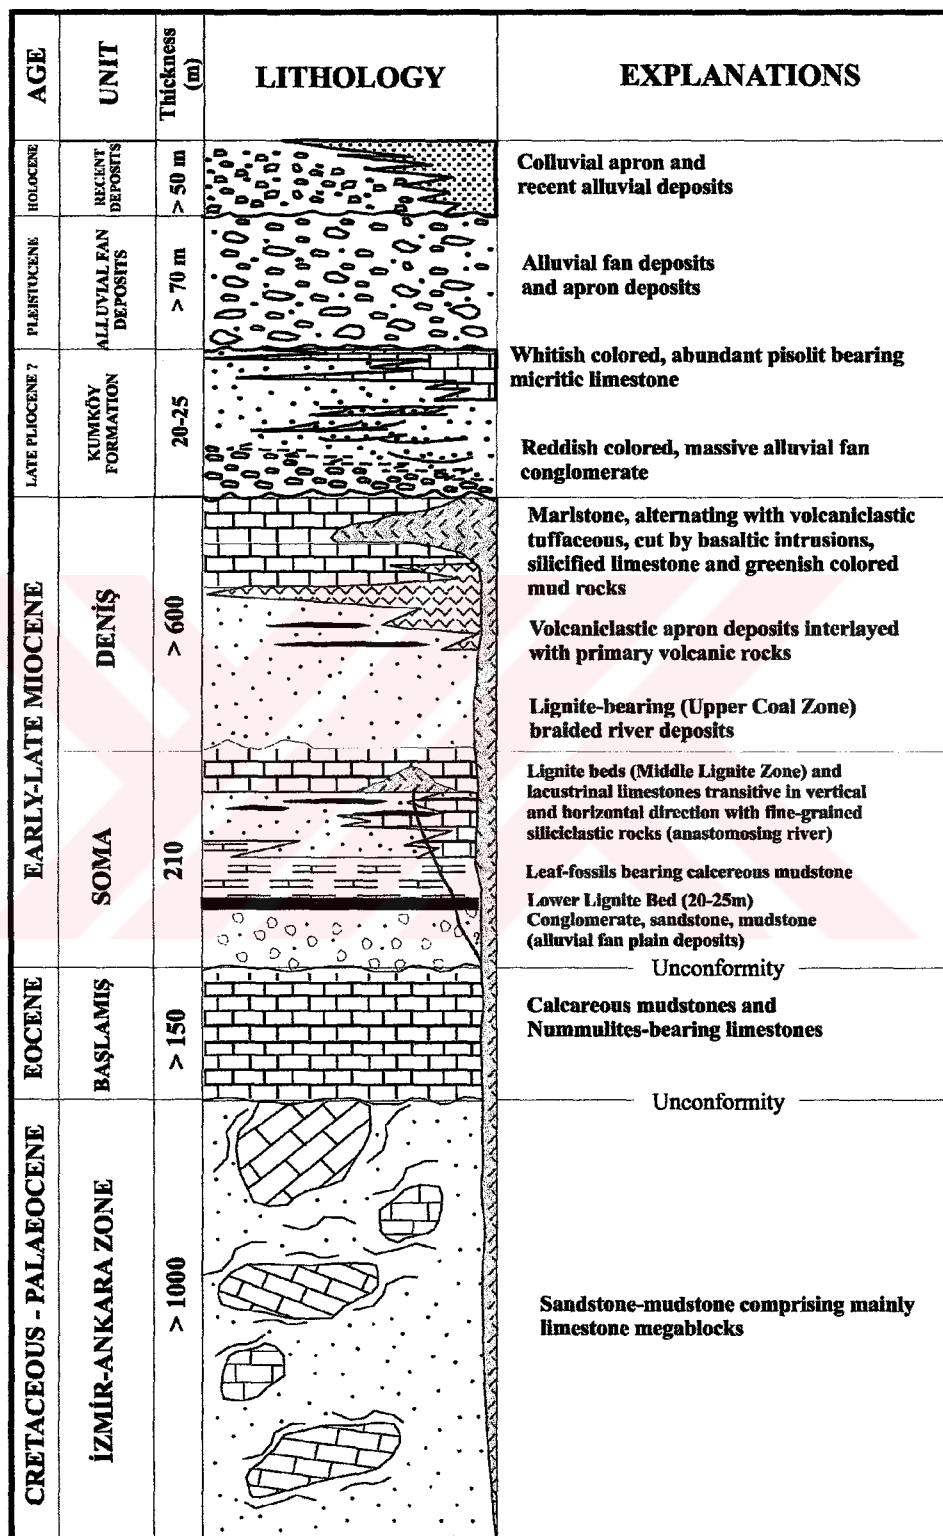 AGE
UNIT
Thickness
(m)
LITHOLOGY
EXPLANATIONS
HOLOCENE
RECENT
DEPOSITS
> 50 m
Colluvial apron and
recent alluvial deposits
PLEISTOCENE
ALLUVIAL FAN
DEPOSITS
> 70 m
Alluvial fan deposits
and apron deposits
LATE PLIOCENE ?
KUMKÖY
FORMATION
20-25
Whitish colored, abundant pisolit bearing
micritic limestone
Reddish colored, massive alluvial fan
conglomerate
EARLY-LATE MIOCENE
DENİŞ
> 600
Marlstone, alternating with volcaniclastic
tuffaceous, cut by basaltic intrusions,
silicified limestone and greenish colored
mud rocks
Volcaniclastic apron deposits interlayed
with primary volcanic rocks
Lignite-bearing (Upper Coal Zone)
braided river deposits
SOMA
210
Lignite beds (Middle Lignite Zone) and
lacustrinal limestones transitive in vertical
and horizontal direction with fine-grained
siliciclastic rocks (anastomosing river)
Leaf-fossils bearing calcereous mudstone
Lower Lignite Bed (20-25m)
Conglomerate, sandstone, mudstone
(alluvial fan plain deposits)
Unconformity
EOCENE
BAŞLAMIŞ
> 150
Calcareous mudstones and
Nummulites-bearing limestones
Unconformity
CRETACEOUS - PALAEOCENE
İZMİR-ANKARA ZONE
> 1000
Sandstone-mudstone comprising mainly
limestone megablocks